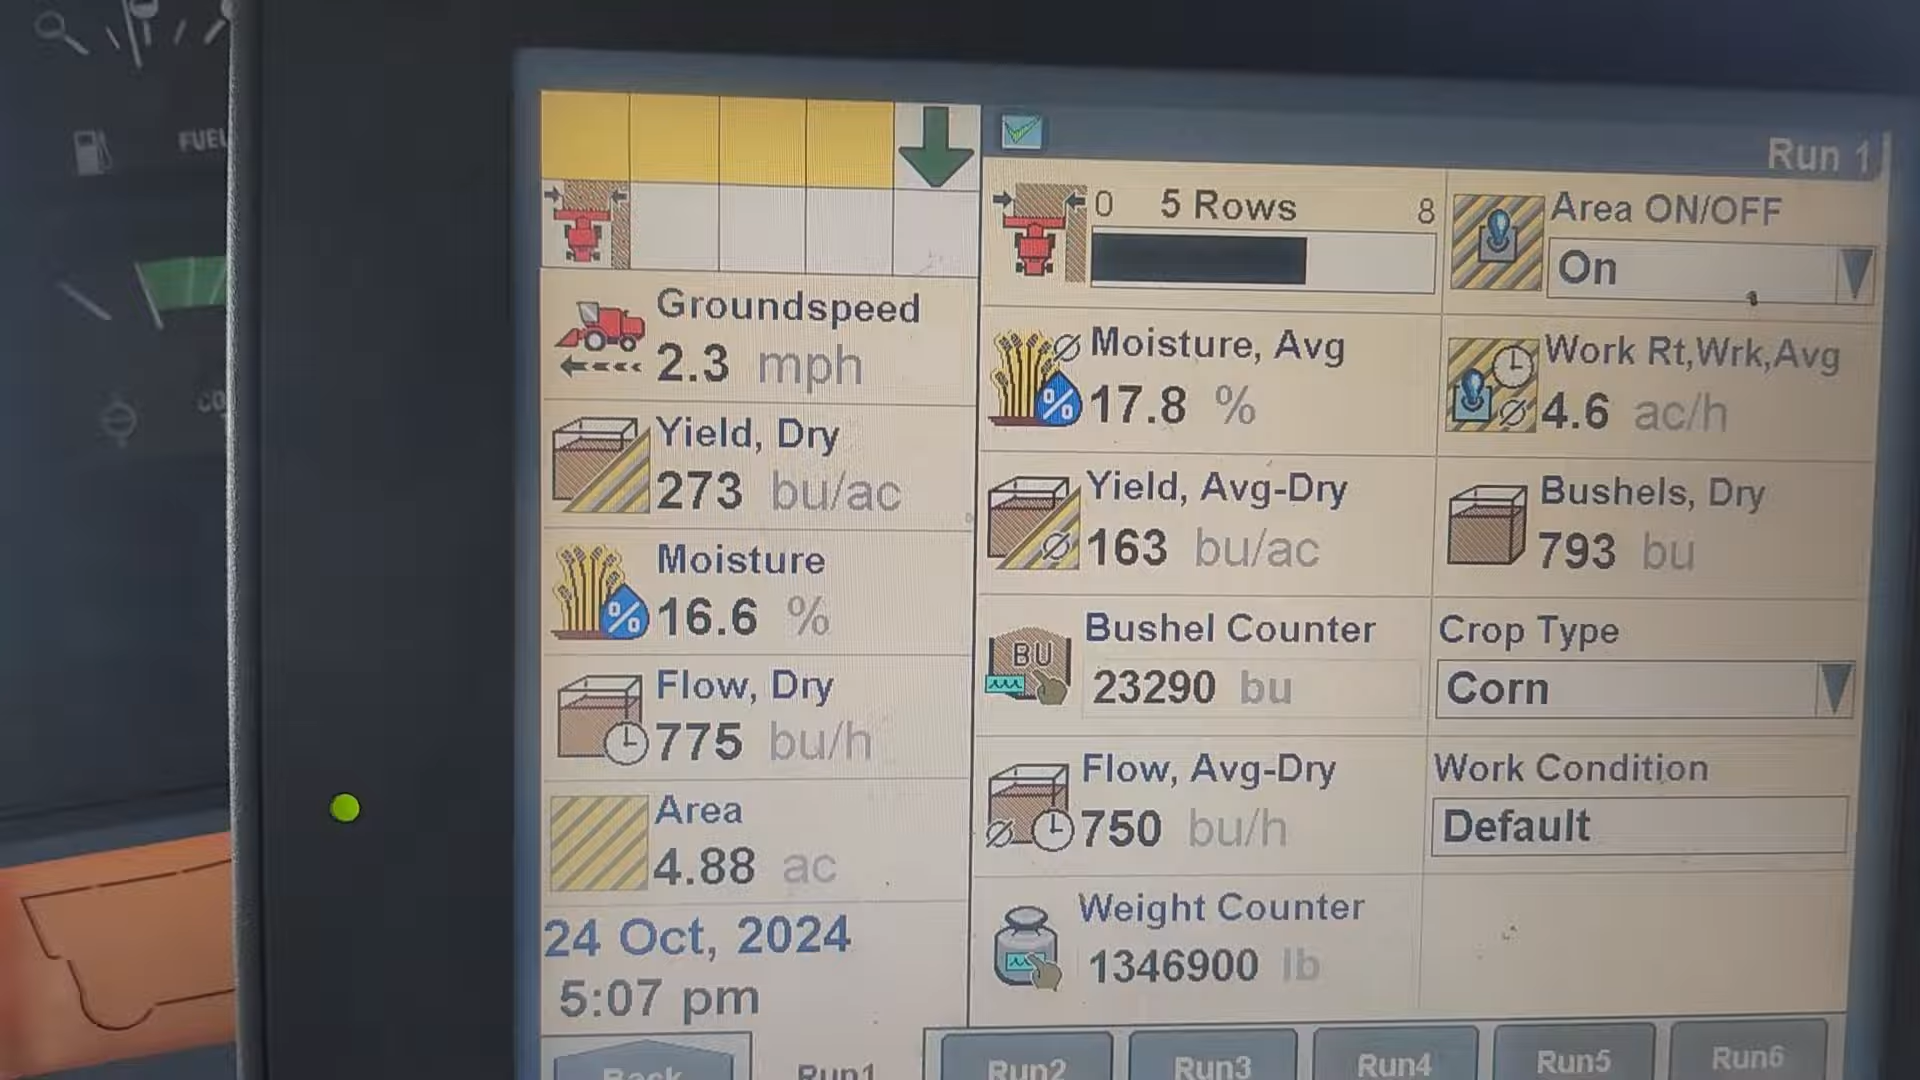 FUEL
Run 1
0 5 Rows 8
Area ON/OFF
On
Groundspeed
2.3 mph
Moisture, Avg
17.8 %
Work Rt,Wrk,Avg
4.6 ac/h
Yield, Dry
273 bu/ac
Yield, Avg-Dry
163 bu/ac
Bushels, Dry
793 bu
Moisture
16.6 %
BU
Bushel Counter
23290 bu
Crop Type
Corn
Flow, Dry
775 bu/h
Flow, Avg-Dry
750 bu/h
Work Condition
Default
Area
4.88 ac
Weight Counter
1346900 lb
24 Oct, 2024
5:07 pm
Back
Run1
Run2
Run3
Run4
Run5
Run6